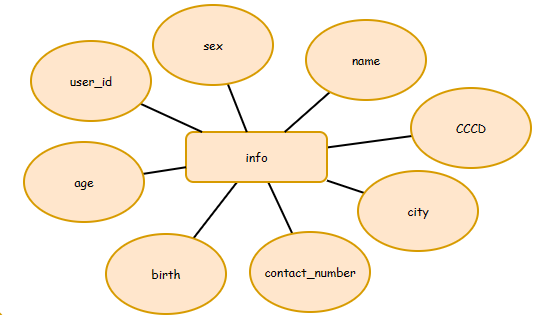 sex
name
user_id
CCCD
info
age
city
birth
contact_number